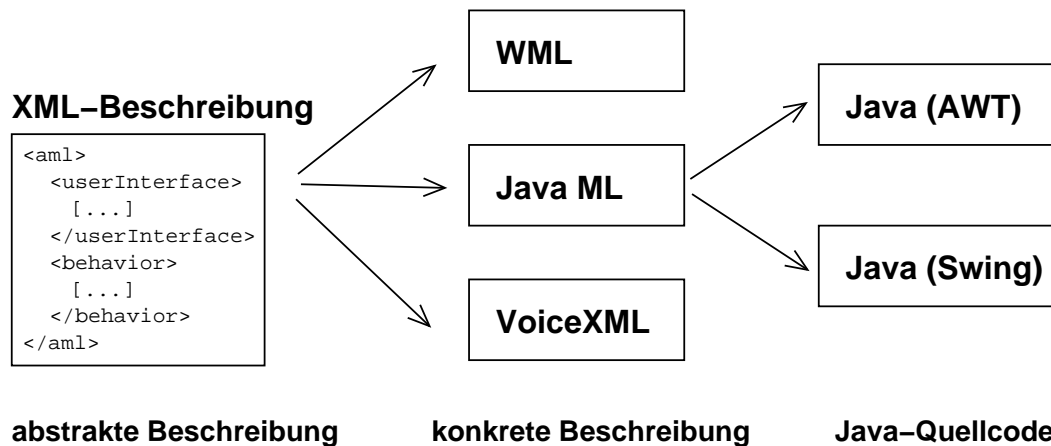 XML–Beschreibung
<aml>
<userInterface>
[...]
</userInterface>
<behavior>
[...]
</behavior>
</aml>
abstrakte Beschreibung
WML
Java ML
VoiceXML
konkrete Beschreibung
Java (AWT)
Java (Swing)
Java–Quellcode